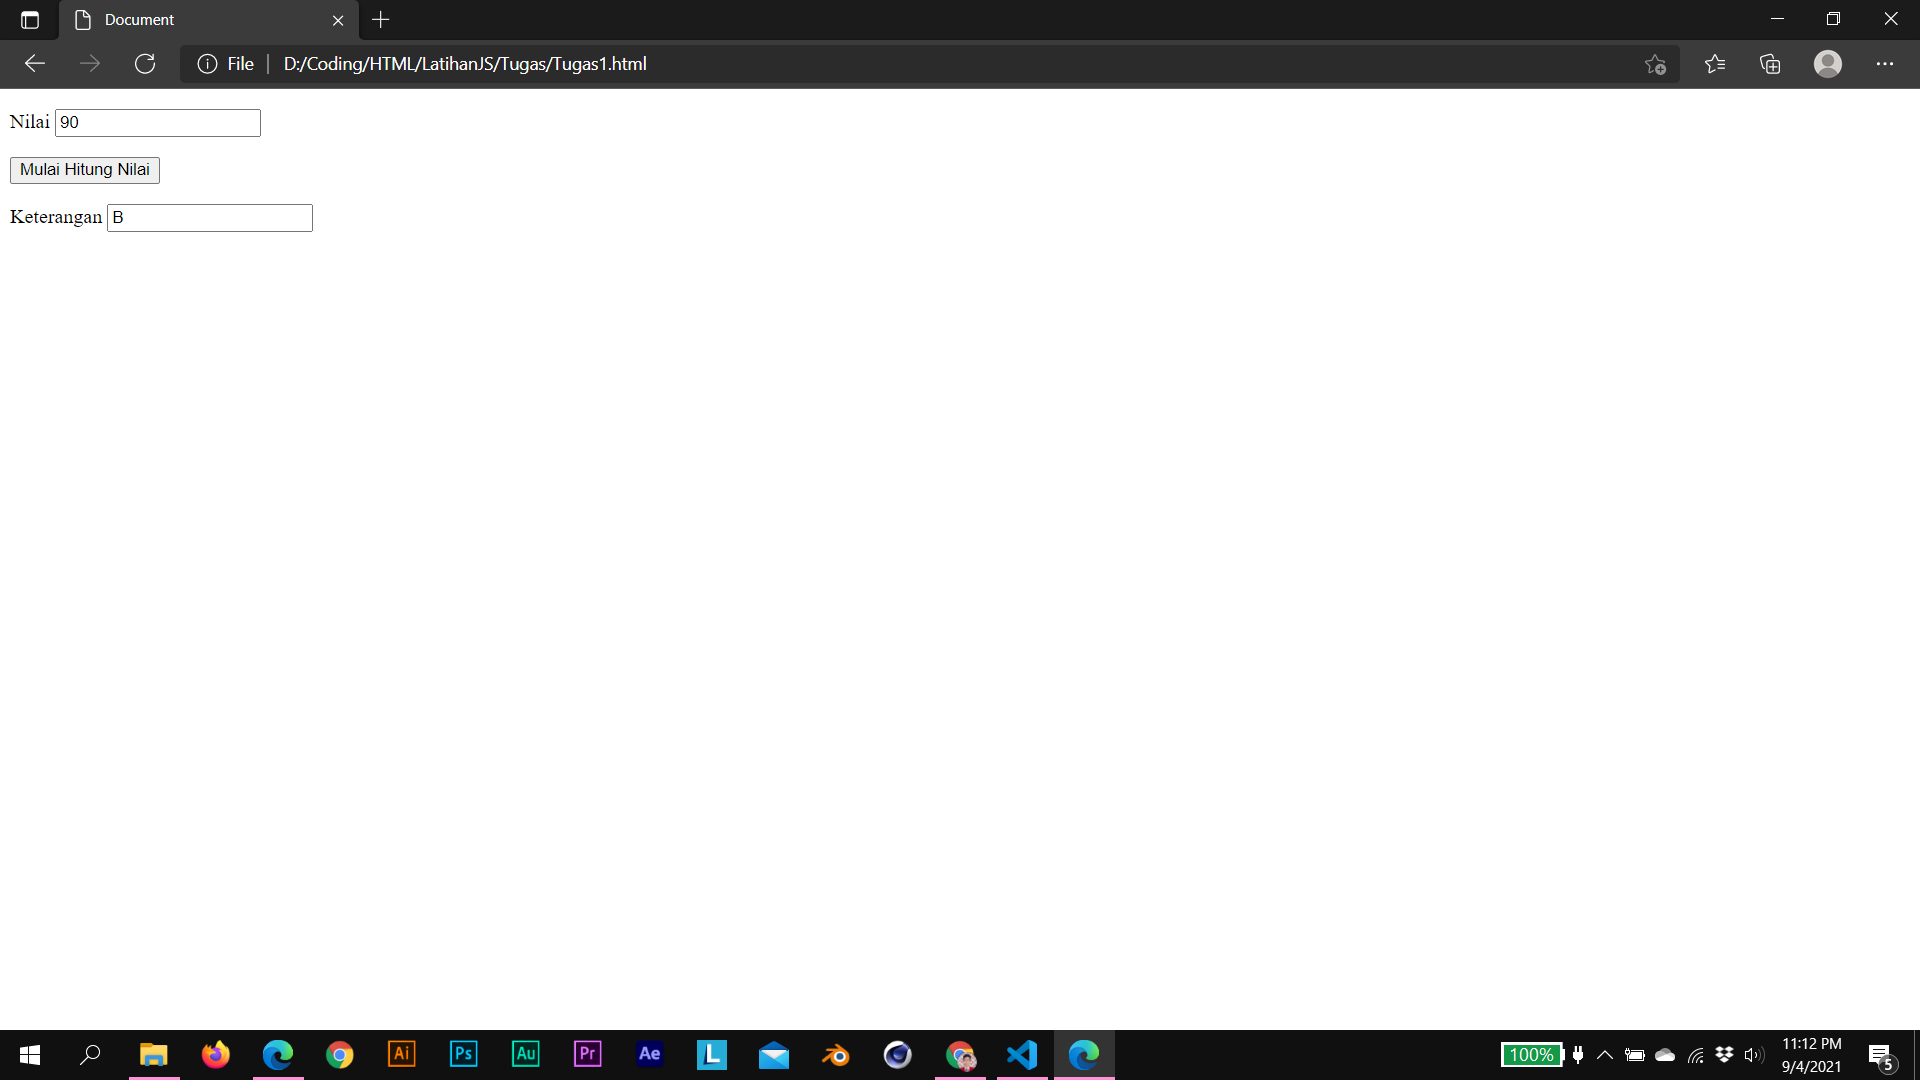 Document
File D:/Coding/HTML/LatihanJS/Tugas/Tugas1.html
Nilai 90
Mulai Hitung Nilai
Keterangan B
Ai Ps Au Pr Ae L
100%
11:12 PM
9/4/2021
5